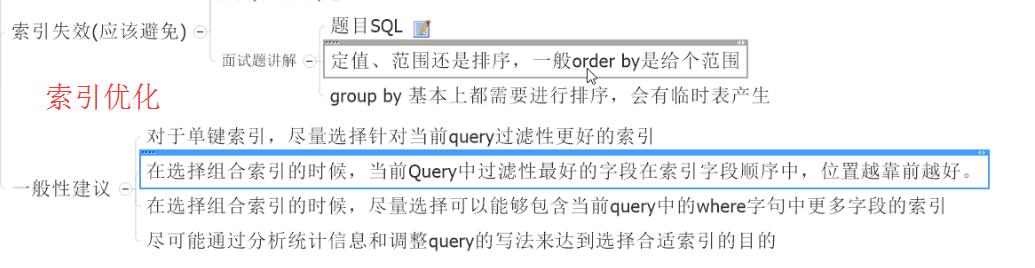 题目SQL
索引失效(应该避免)
面试题讲解
定值、范围还是排序，一般order by是给个范围
group by 基本上都需要进行排序，会有临时表产生
索引优化
对于单键索引，尽量选择针对当前query过滤性更好的索引
一般性建议
在选择组合索引的时候，当前Query中过滤性最好的字段在索引字段顺序中，位置越靠前越好。
在选择组合索引的时候，尽量选择可以能够包含当前query中的where字句中更多字段的索引
尽可能通过分析统计信息和调整query的写法来达到选择合适索引的目的